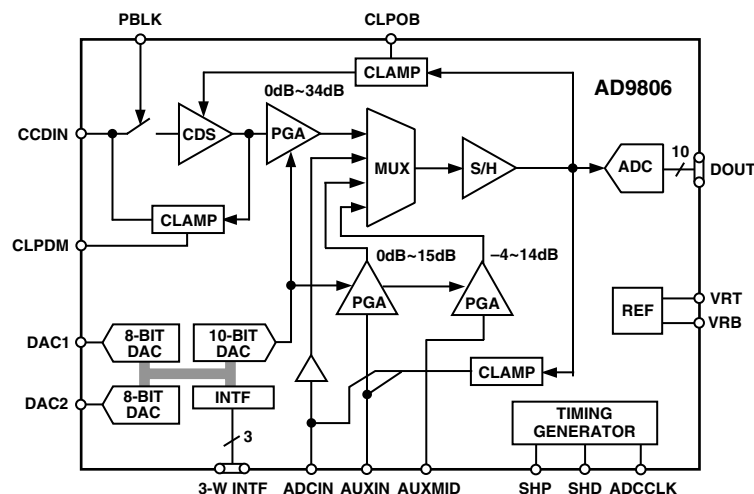 PBLK
CLPOB
CLAMP
AD9806
0dB~34dB
CCDIN
CDS
PGA
MUX
S/H
ADC
10
DOUT
CLAMP
CLPDM
0dB~15dB
–4~14dB
PGA
PGA
REF
VRT
VRB
DAC1
8-BIT
DAC
10-BIT
DAC
DAC2
8-BIT
DAC
INTF
CLAMP
TIMING
GENERATOR
3
3-W INTF
ADCIN
AUXIN
AUXMID
SHP
SHD
ADCCLK